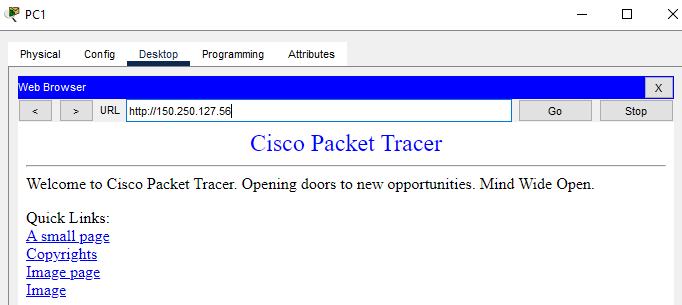 PC1
Physical Config Desktop Programming Attributes
Web Browser X
< > URL http://150.250.127.56 Go Stop
Cisco Packet Tracer
Welcome to Cisco Packet Tracer. Opening doors to new opportunities. Mind Wide Open.
Quick Links:
A small page
Copyrights
Image page
Image